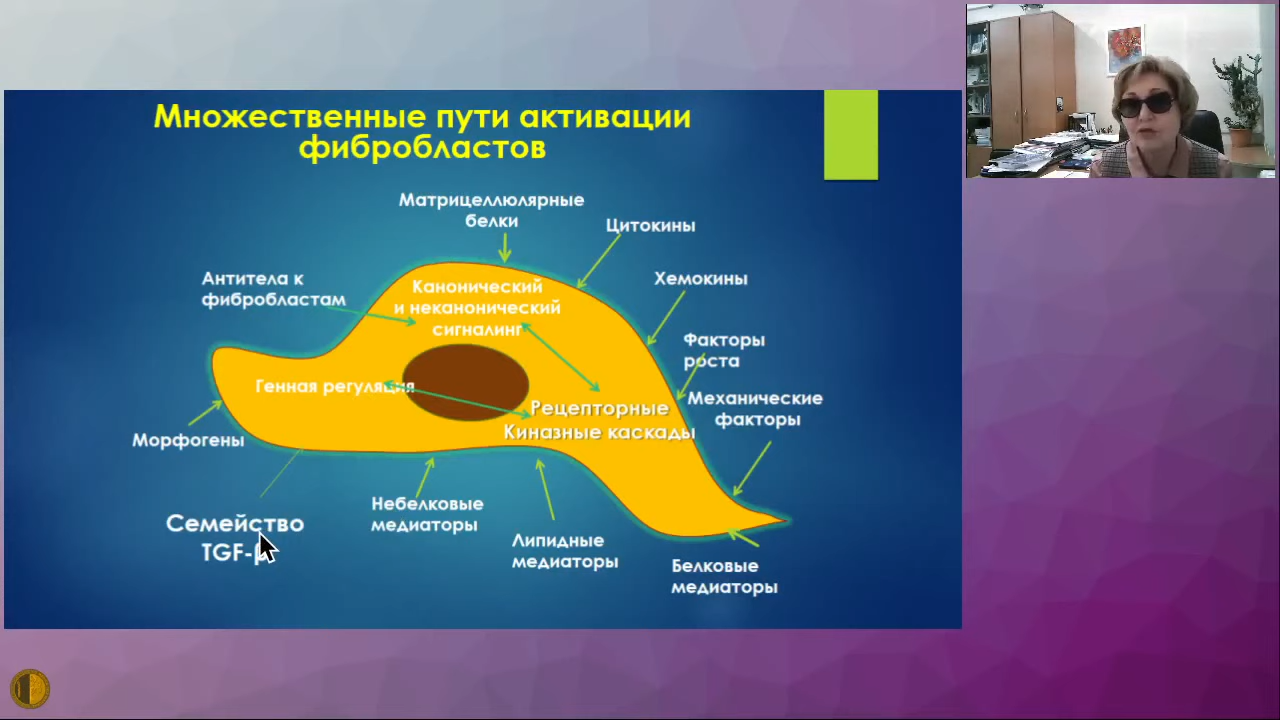 Множественные пути активации
фибробластов
Матрицеллюлярные
белки
Цитокины
Антитела к
фибробластам
Хемокины
Канонический
и неканонический
сигналинг
Факторы
роста
Генная регуляция
Механические
факторы
Рецепторные
Киназные каскады
Морфогены
Небелковые
медиаторы
Семейство
TGF-β
Липидные
медиаторы
Белковые
медиаторы